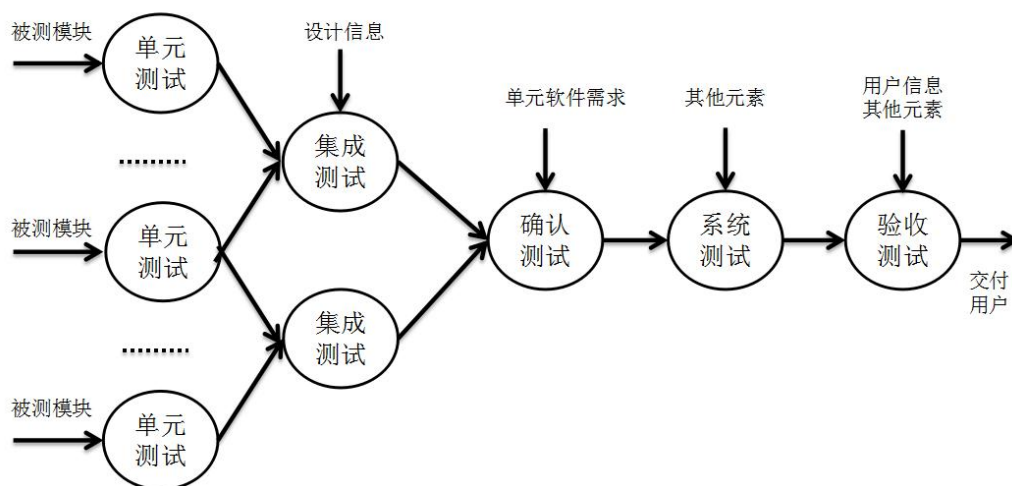 被测模块
单元
测试
被测模块
单元
测试
被测模块
单元
测试
设计信息
集成
测试
集成
测试
单元软件需求
确认
测试
其他元素
系统
测试
用户信息
其他元素
验收
测试
交付
用户